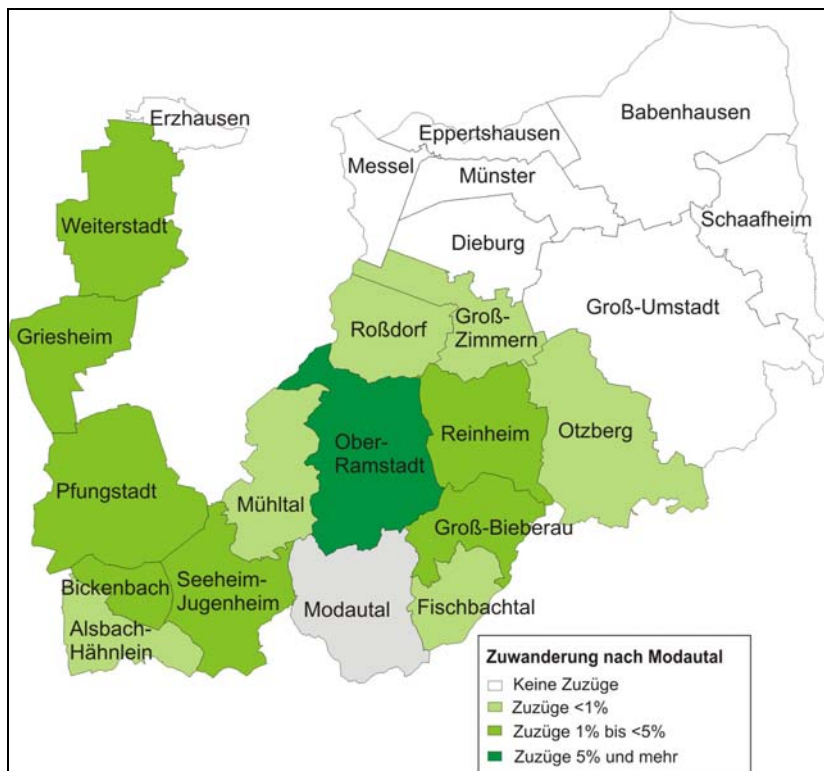 Erzhausen
Babenhausen
Eppertshausen
Messel
Münster
Schaafheim
Weiterstadt
Dieburg
Groß-Umstadt
Griesheim
Roßdorf
Groß-
Zimmern
Ober-
Ramstadt
Reinheim
Otzberg
Pfungstadt
Mühltal
Groß-Bieberau
Bickenbach
Seeheim-
Jugenheim
Modautal
Fischbachtal
Alsbach-
Hähnlein
Zuwanderung nach Modautal
Keine Zuzüge
Zuzüge <1%
Zuzüge 1% bis <5%
Zuzüge 5% und mehr